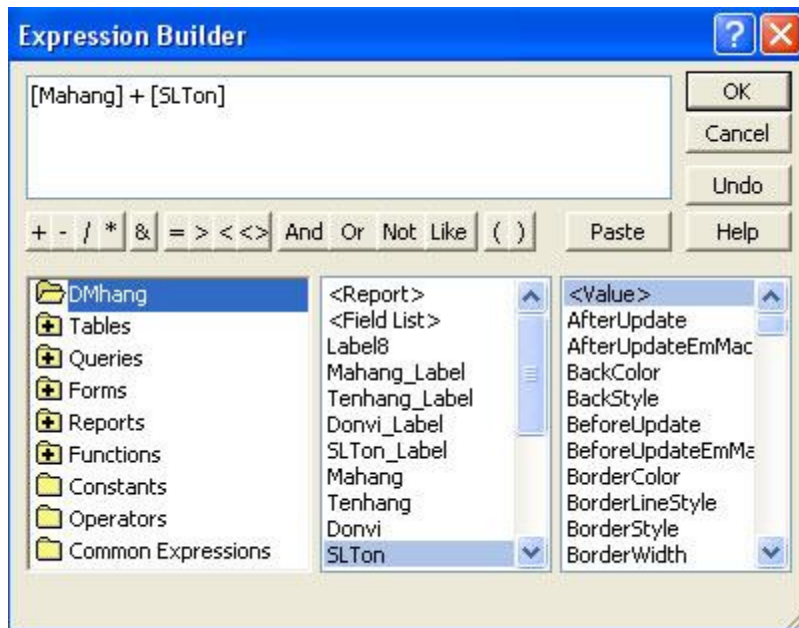 Expression Builder
[Mahang] + [SLTon]
OK
Cancel
Undo
+ - / * & = > < <> And Or Not Like ( ) Paste Help
DMhang
Tables
Queries
Forms
Reports
Functions
Constants
Operators
Common Expressions
<Report>
<Field List>
Label8
Mahang_Label
Tenhang_Label
Donvi_Label
SLTon_Label
Mahang
Tenhang
Donvi
SLTon
<Value>
AfterUpdate
AfterUpdateEmMac
BackColor
BackStyle
BeforeUpdate
BeforeUpdateEmMa
BorderColor
BorderLineStyle
BorderStyle
BorderWidth